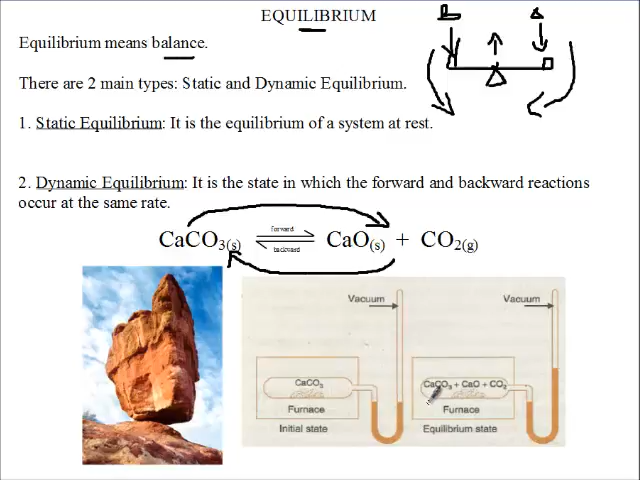 EQUILIBRIUM
Equilibrium means balance.
There are 2 main types: Static and Dynamic Equilibrium.
1. Static Equilibrium: It is the equilibrium of a system at rest.
2. Dynamic Equilibrium: It is the state in which the forward and backward reactions
occur at the same rate.
forward
CaCO₃(s) ⇌ CaO(s) + CO₂(g)
backward
Vacuum
CaCO₃
Furnace
Initial state
Vacuum
CaCO₃ + CaO + CO₂
Furnace
Equilibrium state